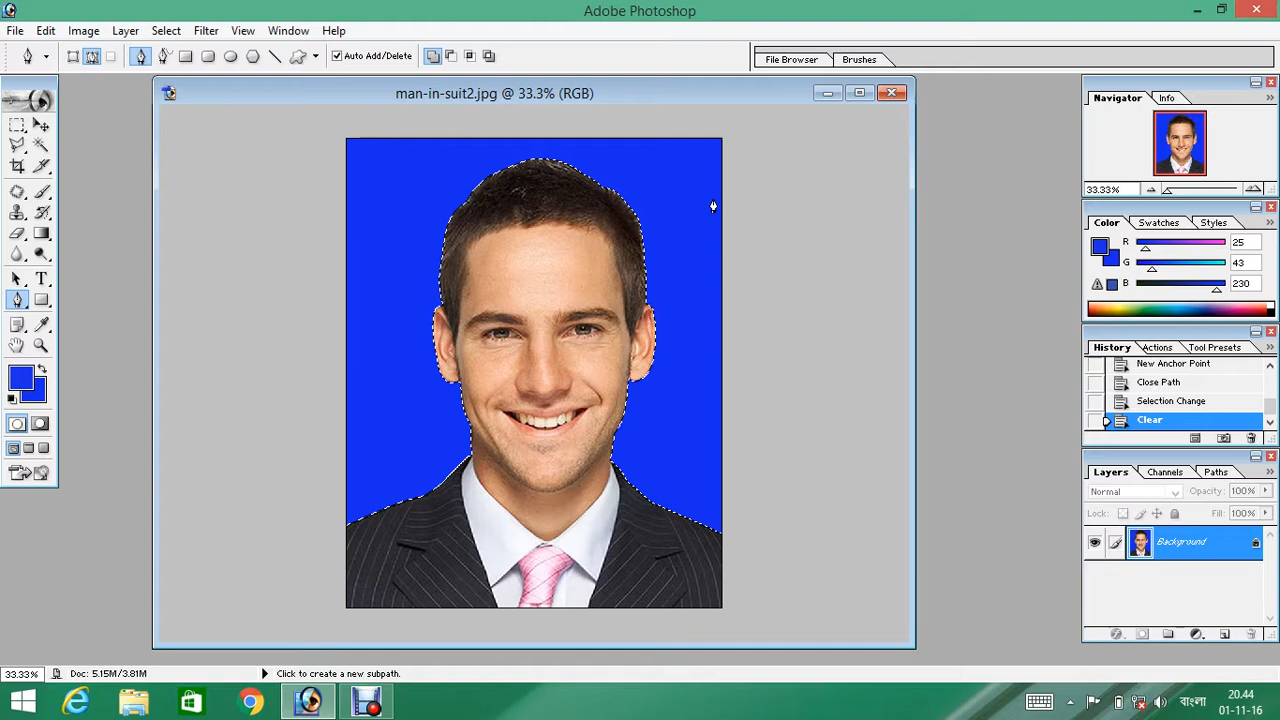 Adobe Photoshop
File Edit Image Layer Select Filter View Window Help
Auto Add/Delete
File Browser Brushes
man-in-suit2.jpg @ 33.3% (RGB)
Navigator Info
33.33%
Color Swatches Styles
R 25
G 43
B 230
History Actions Tool Presets
New Anchor Point
Close Path
Selection Change
Clear
Layers Channels Paths
Normal Opacity: 100%
Lock: Fill: 100%
Background
33.33% Doc: 5.15M/3.81M Click to create a new subpath.
বাংলা
20.44
01-11-16